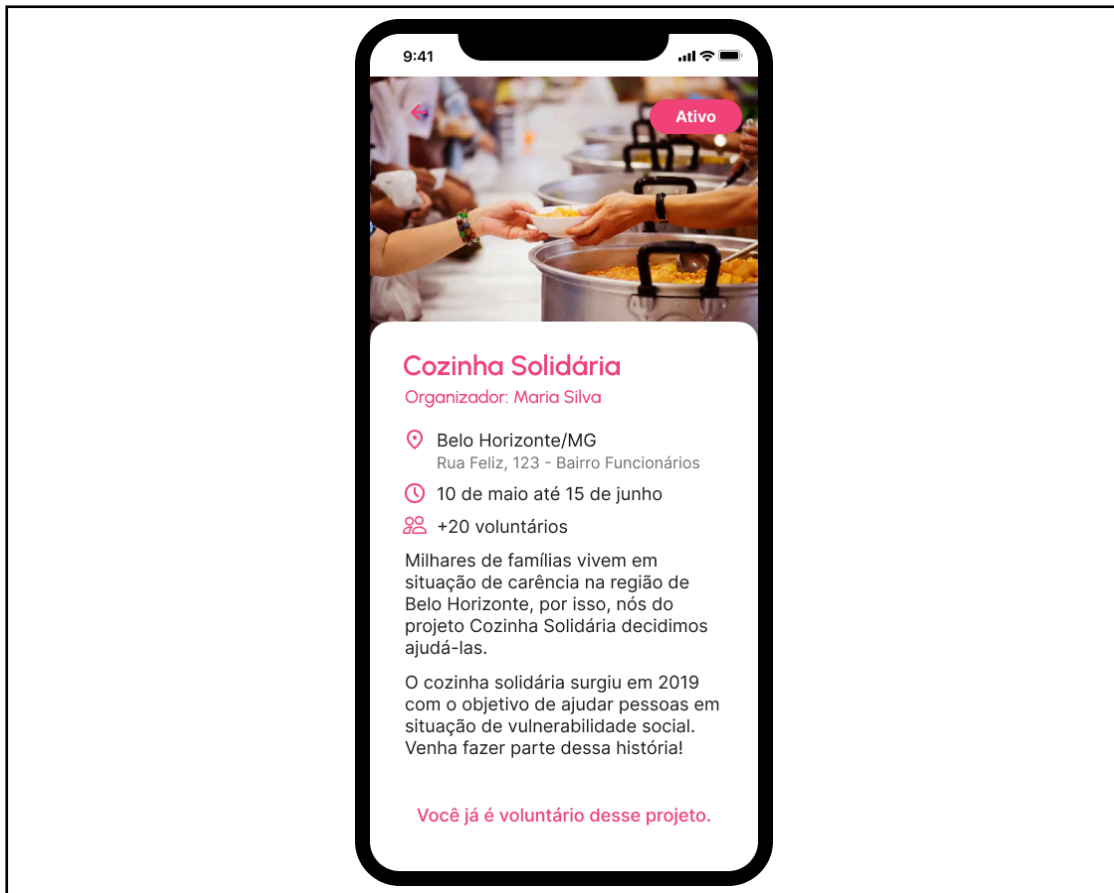 9:41
Ativo
Cozinha Solidária
Organizador: Maria Silva
Belo Horizonte/MG
Rua Feliz, 123 - Bairro Funcionários
10 de maio até 15 de junho
+20 voluntários
Milhares de famílias vivem em
situação de carência na região de
Belo Horizonte, por isso, nós do
projeto Cozinha Solidária decidimos
ajudá-las.
O cozinha solidária surgiu em 2019
com o objetivo de ajudar pessoas em
situação de vulnerabilidade social.
Venha fazer parte dessa história!
Você já é voluntário desse projeto.